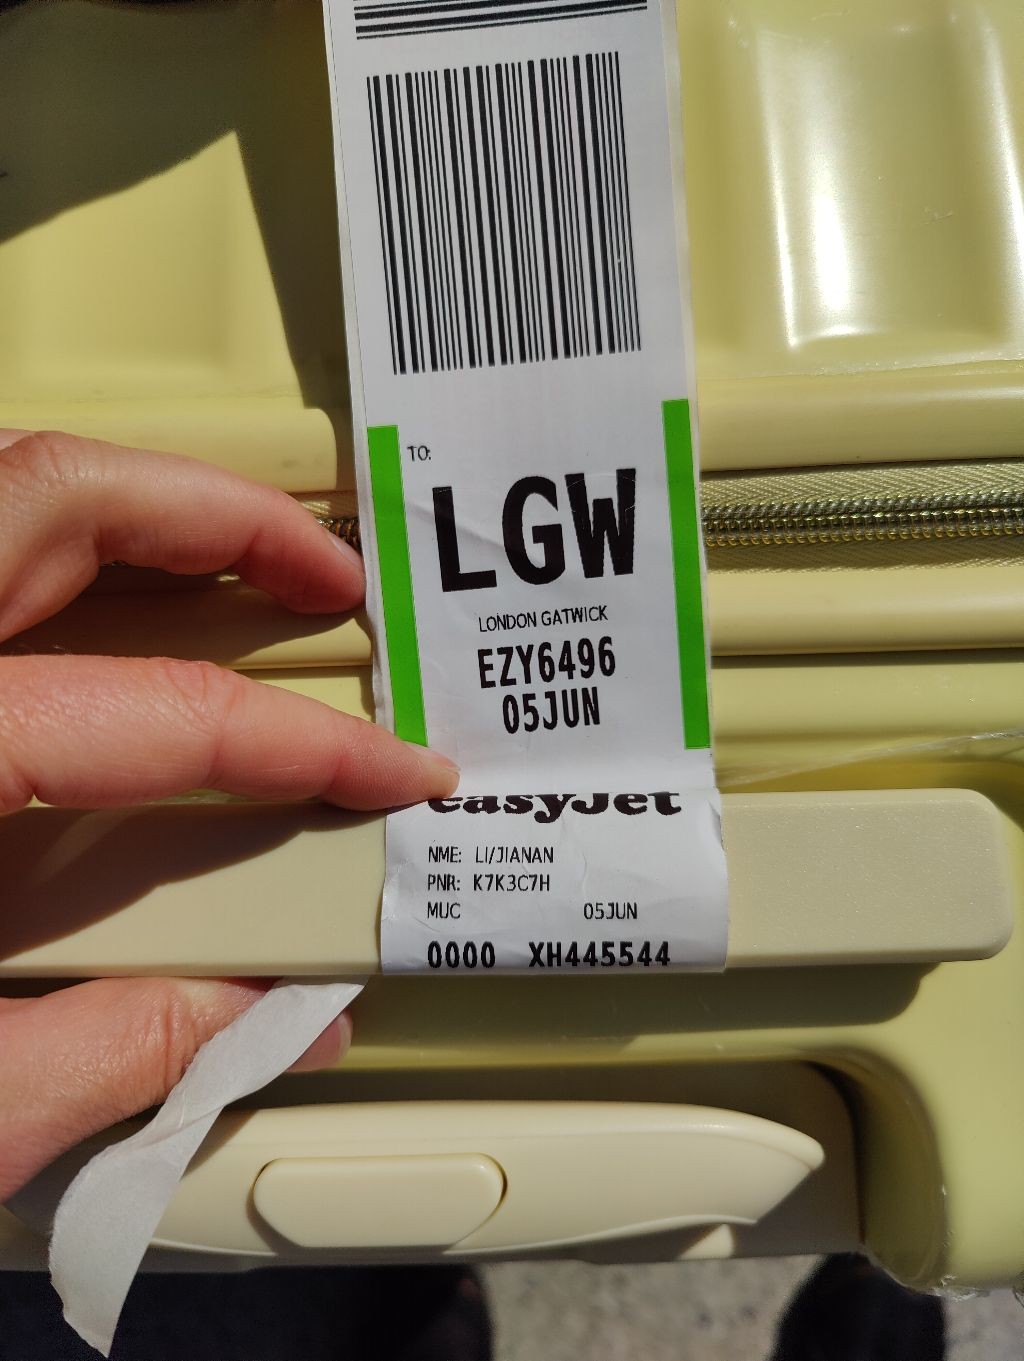 TO:
LGW
LONDON GATWICK
EZY6496
05JUN
easyJet
NME: LI/JIANAN
PNR: K7K3C7H
MUC 05JUN
0000 XH445544